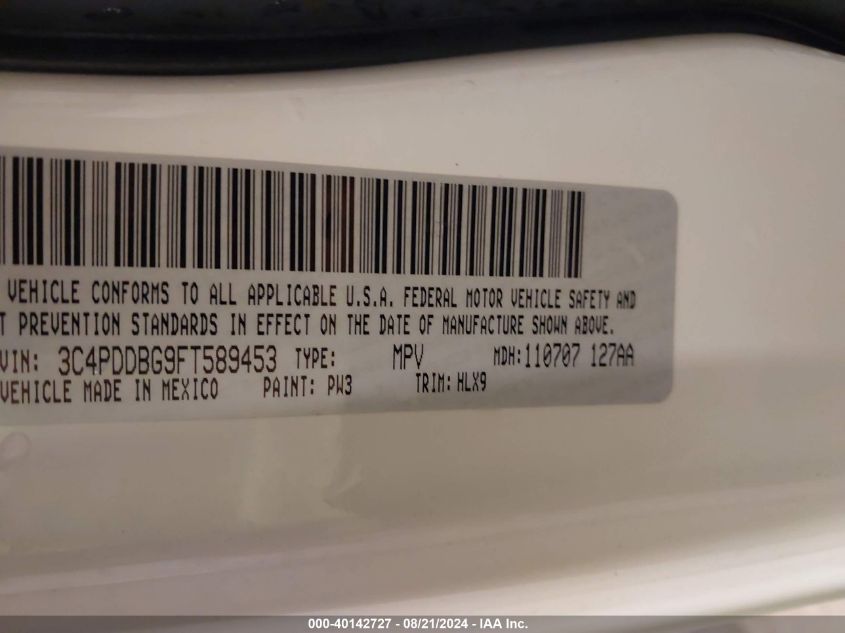 VEHICLE CONFORMS TO ALL APPLICABLE U.S.A. FEDERAL MOTOR VEHICLE SAFETY AND
T PREVENTION STANDARDS IN EFFECT ON THE DATE OF MANUFACTURE SHOWN ABOVE.
VIN: 3C4PDDBG9FT589453 TYPE: MPV MDH:110707 127AA
VEHICLE MADE IN MEXICO PAINT: PW3 TRIM: HLX9
000-40142727 - 08/21/2024 - IAA Inc.